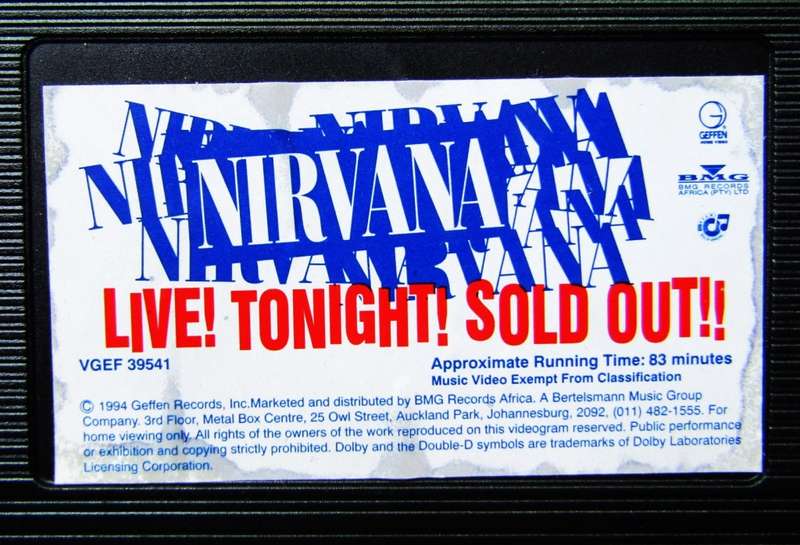 NIRVANA
NIRVANA
NIRVANA
NIRVANA
LIVE! TONIGHT! SOLD OUT!!
GEFFEN
HOME VIDEO
BMG
BMG RECORDS
AFRICA (PTY) LTD
VGEF 39541
Approximate Running Time: 83 minutes
Music Video Exempt From Classification
© 1994 Geffen Records, Inc.Marketed and distributed by BMG Records Africa. A Bertelsmann Music Group
Company. 3rd Floor, Metal Box Centre, 25 Owl Street, Auckland Park, Johannesburg, 2092, (011) 482-1555. For
home viewing only. All rights of the owners of the work reproduced on this videogram reserved. Public performance
or exhibition and copying strictly prohibited. Dolby and the Double-D symbols are trademarks of Dolby Laboratories
Licensing Corporation.